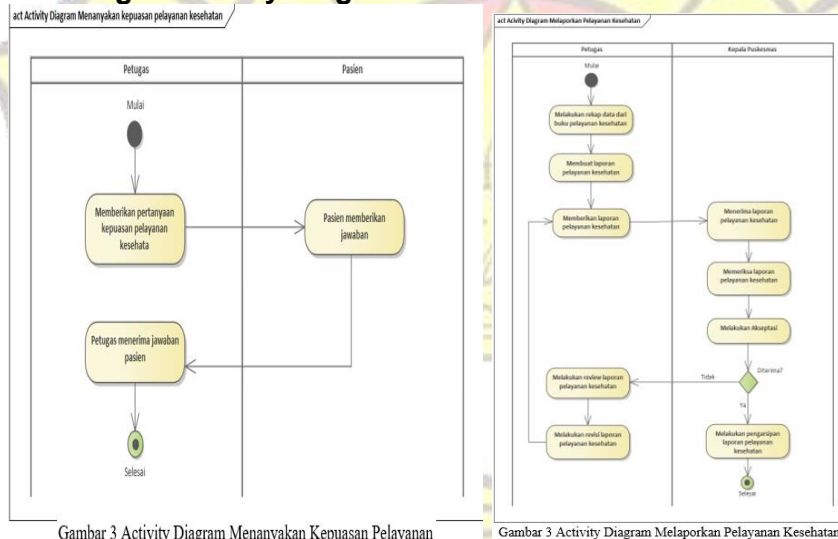 act Activity Diagram Menanyakan kepuasan pelayanan kesehatan
Petugas
Pasien
Mulai
Memberikan pertanyaan
kepuasan pelayanan
kesehata
Pasien memberikan
jawaban
Petugas menerima jawaban
pasien
Selesai
Gambar 3 Activity Diagram Menanyakan Kepuasan Pelayanan
act Acivity Diagram Melaporkan Pelayanan Kesehatan
Petugas
Kepala Puskesmas
Mulai
Melakukan rekap data dari
buku pelayanan kesehatan
Membuat laporan
pelayanan kesehatan
Memberikan laporan
pelayanan kesehatan
Menerima laporan
pelayanan kesehatan
Memeriksa laporan
pelayanan kesehatan
Melakukan Akseptasi
Diterima?
Tidak
Ya
Melakukan review laporan
pelayanan kesehatan
Melakukan revisi laporan
pelayanan kesehatan
Melakukan pengarsipan
laporan pelayanan
kesehatan
Selesai
Gambar 3 Activity Diagram Melaporkan Pelayanan Kesehatan